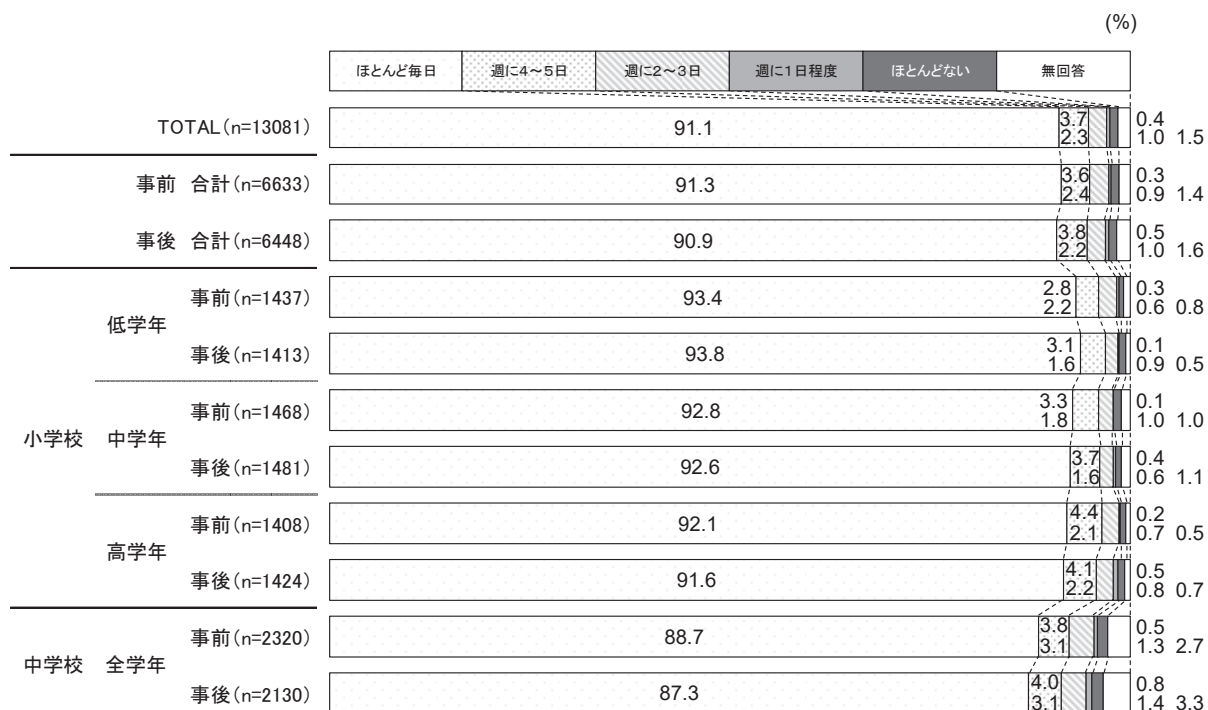 (%)
ほとんど毎日 週に4～5日 週に2～3日 週に1日程度 ほとんどない 無回答
TOTAL(n=13081) 91.1 3.7 2.3 0.4 1.0 1.5
事前 合計(n=6633) 91.3 3.6 2.4 0.3 0.9 1.4
事後 合計(n=6448) 90.9 3.8 2.2 0.5 1.0 1.6
小学校
低学年
事前(n=1437) 93.4 2.8 2.2 0.3 0.6 0.8
事後(n=1413) 93.8 3.1 1.6 0.1 0.9 0.5
中学年
事前(n=1468) 92.8 3.3 1.8 0.1 1.0 1.0
事後(n=1481) 92.6 3.7 1.6 0.4 0.6 1.1
高学年
事前(n=1408) 92.1 4.4 2.1 0.2 0.7 0.5
事後(n=1424) 91.6 4.1 2.2 0.5 0.8 0.7
中学校 全学年
事前(n=2320) 88.7 3.8 3.1 0.5 1.3 2.7
事後(n=2130) 87.3 4.0 3.1 0.8 1.4 3.3